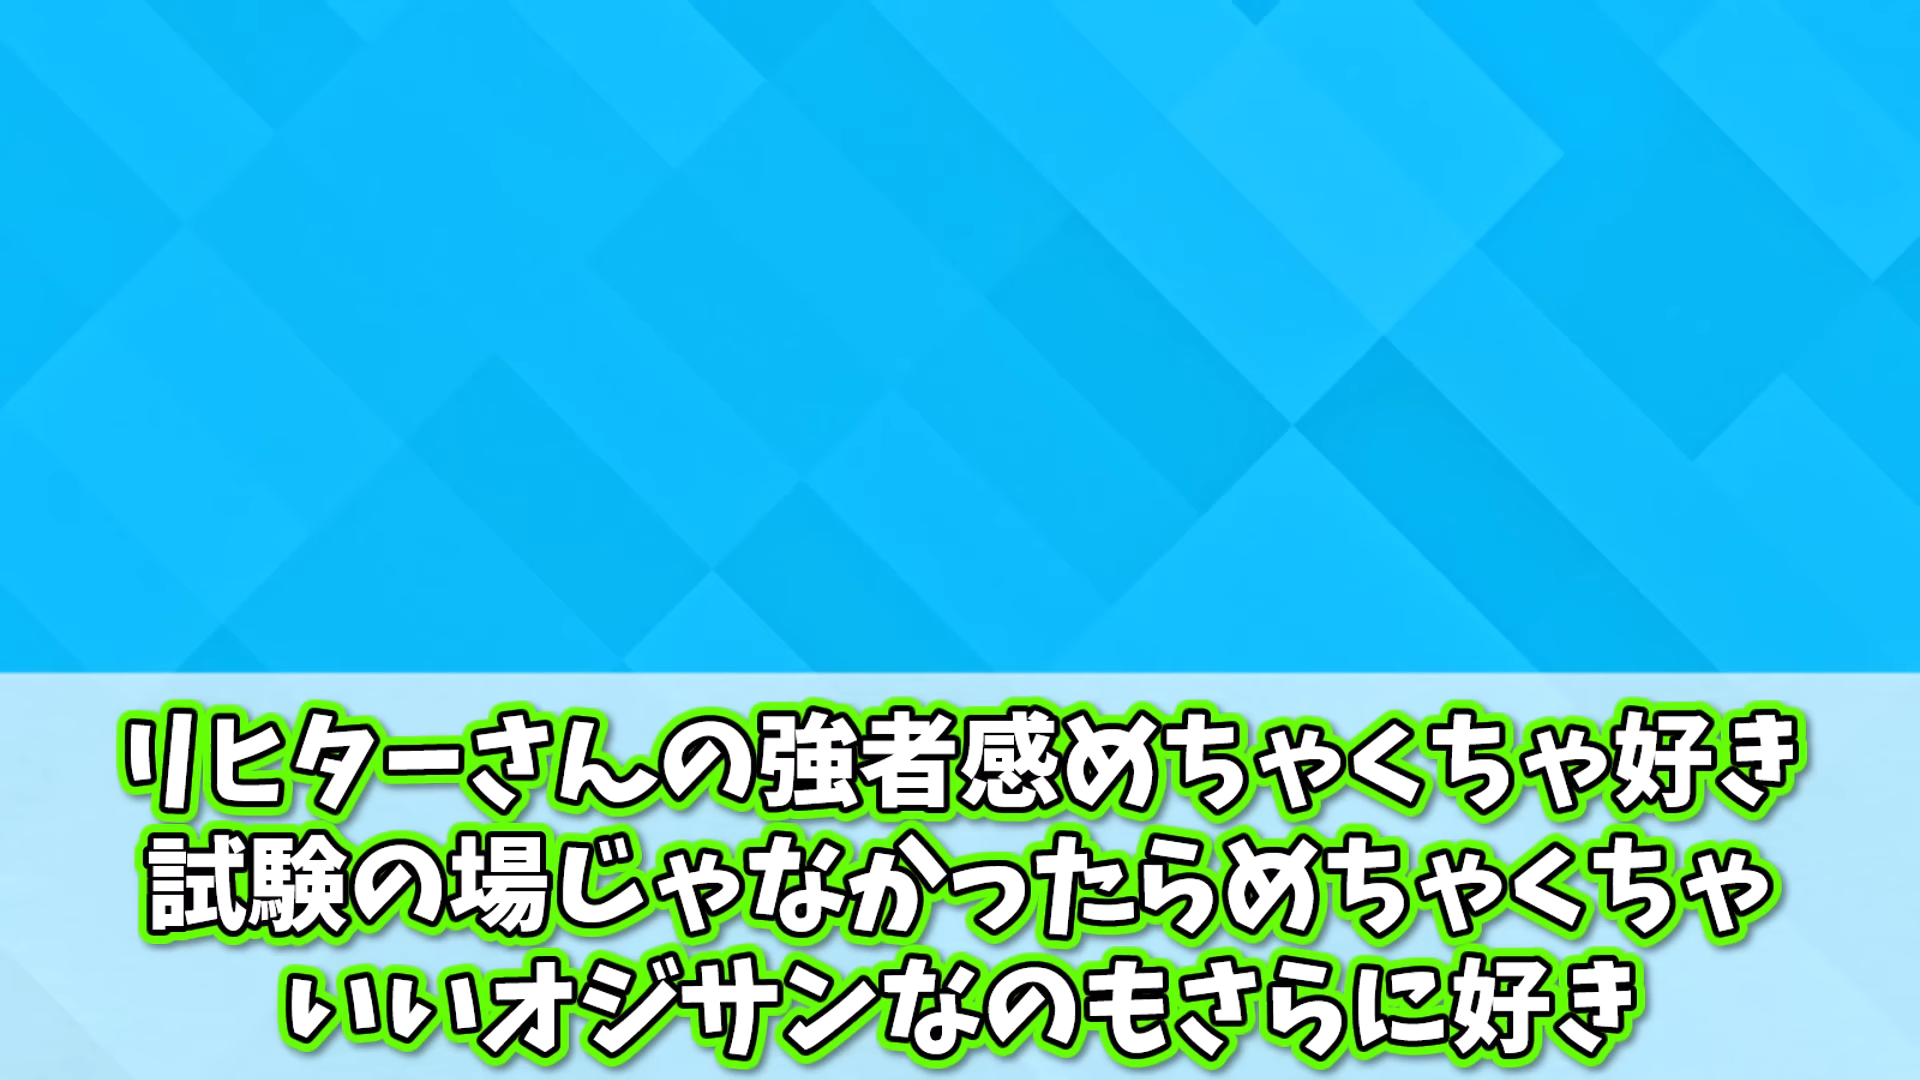 リヒターさんの強者感めちゃくちゃ好き
試験の場じゃなかったらめちゃくちゃ
いいオジサンなのもさらに好き